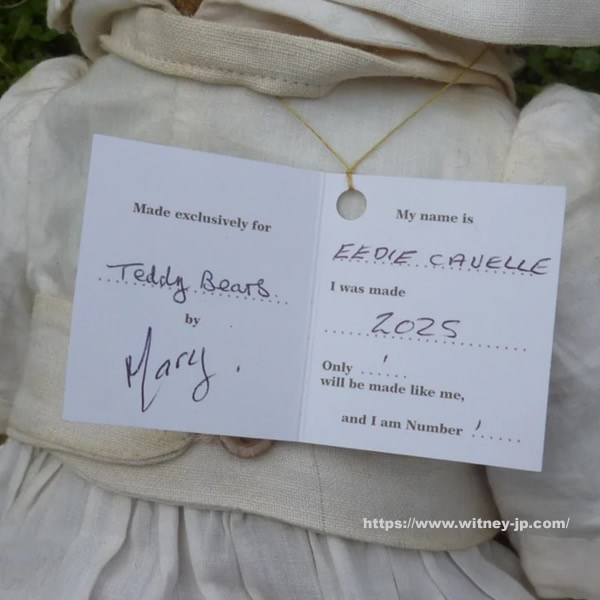 Made exclusively for
Teddy Bears
by
Mary.
My name is
EEDIE CAVELLE
I was made
2025
Only 1
will be made like me,
and I am Number 1
https://www.witney-jp.com/